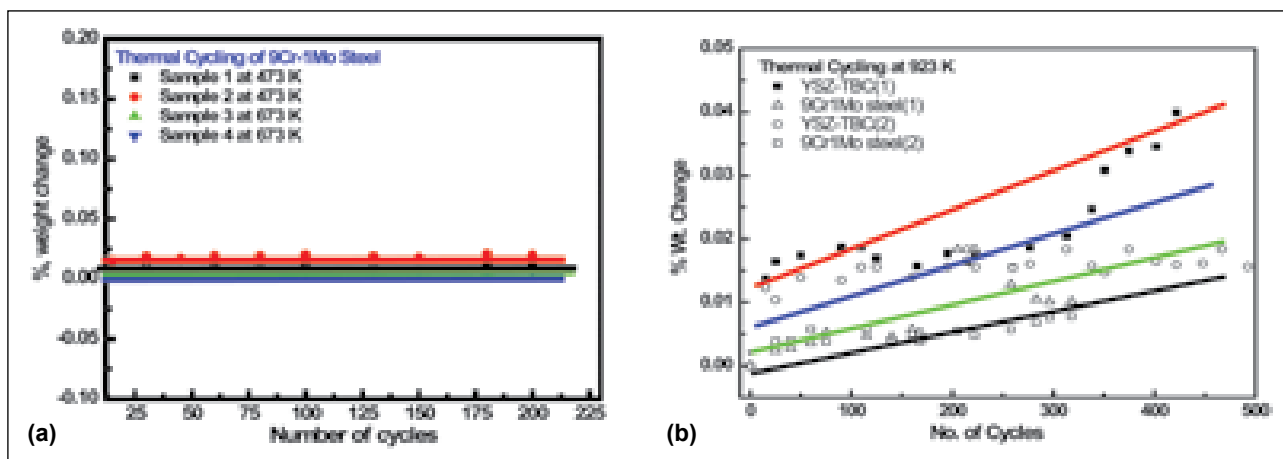 0.20
0.15
0.10
0.05
0.00
-0.05
-0.10
% weight change
Thermal Cycling of 9Cr-1Mo Steel
Sample 1 at 473 K
Sample 2 at 473 K
Sample 3 at 673 K
Sample 4 at 673 K
25 50 75 100 125 150 175 200 225
Number of cycles
(a)
0.05
0.04
0.02
0.01
0.00
% Wt. Change
Thermal Cycling at 923 K
YSZ-TBC(1)
9Cr1Mo steel(1)
YSZ-TBC(2)
9Cr1Mo steel(2)
0 100 200 300 400 500
No. of Cycles
(b)